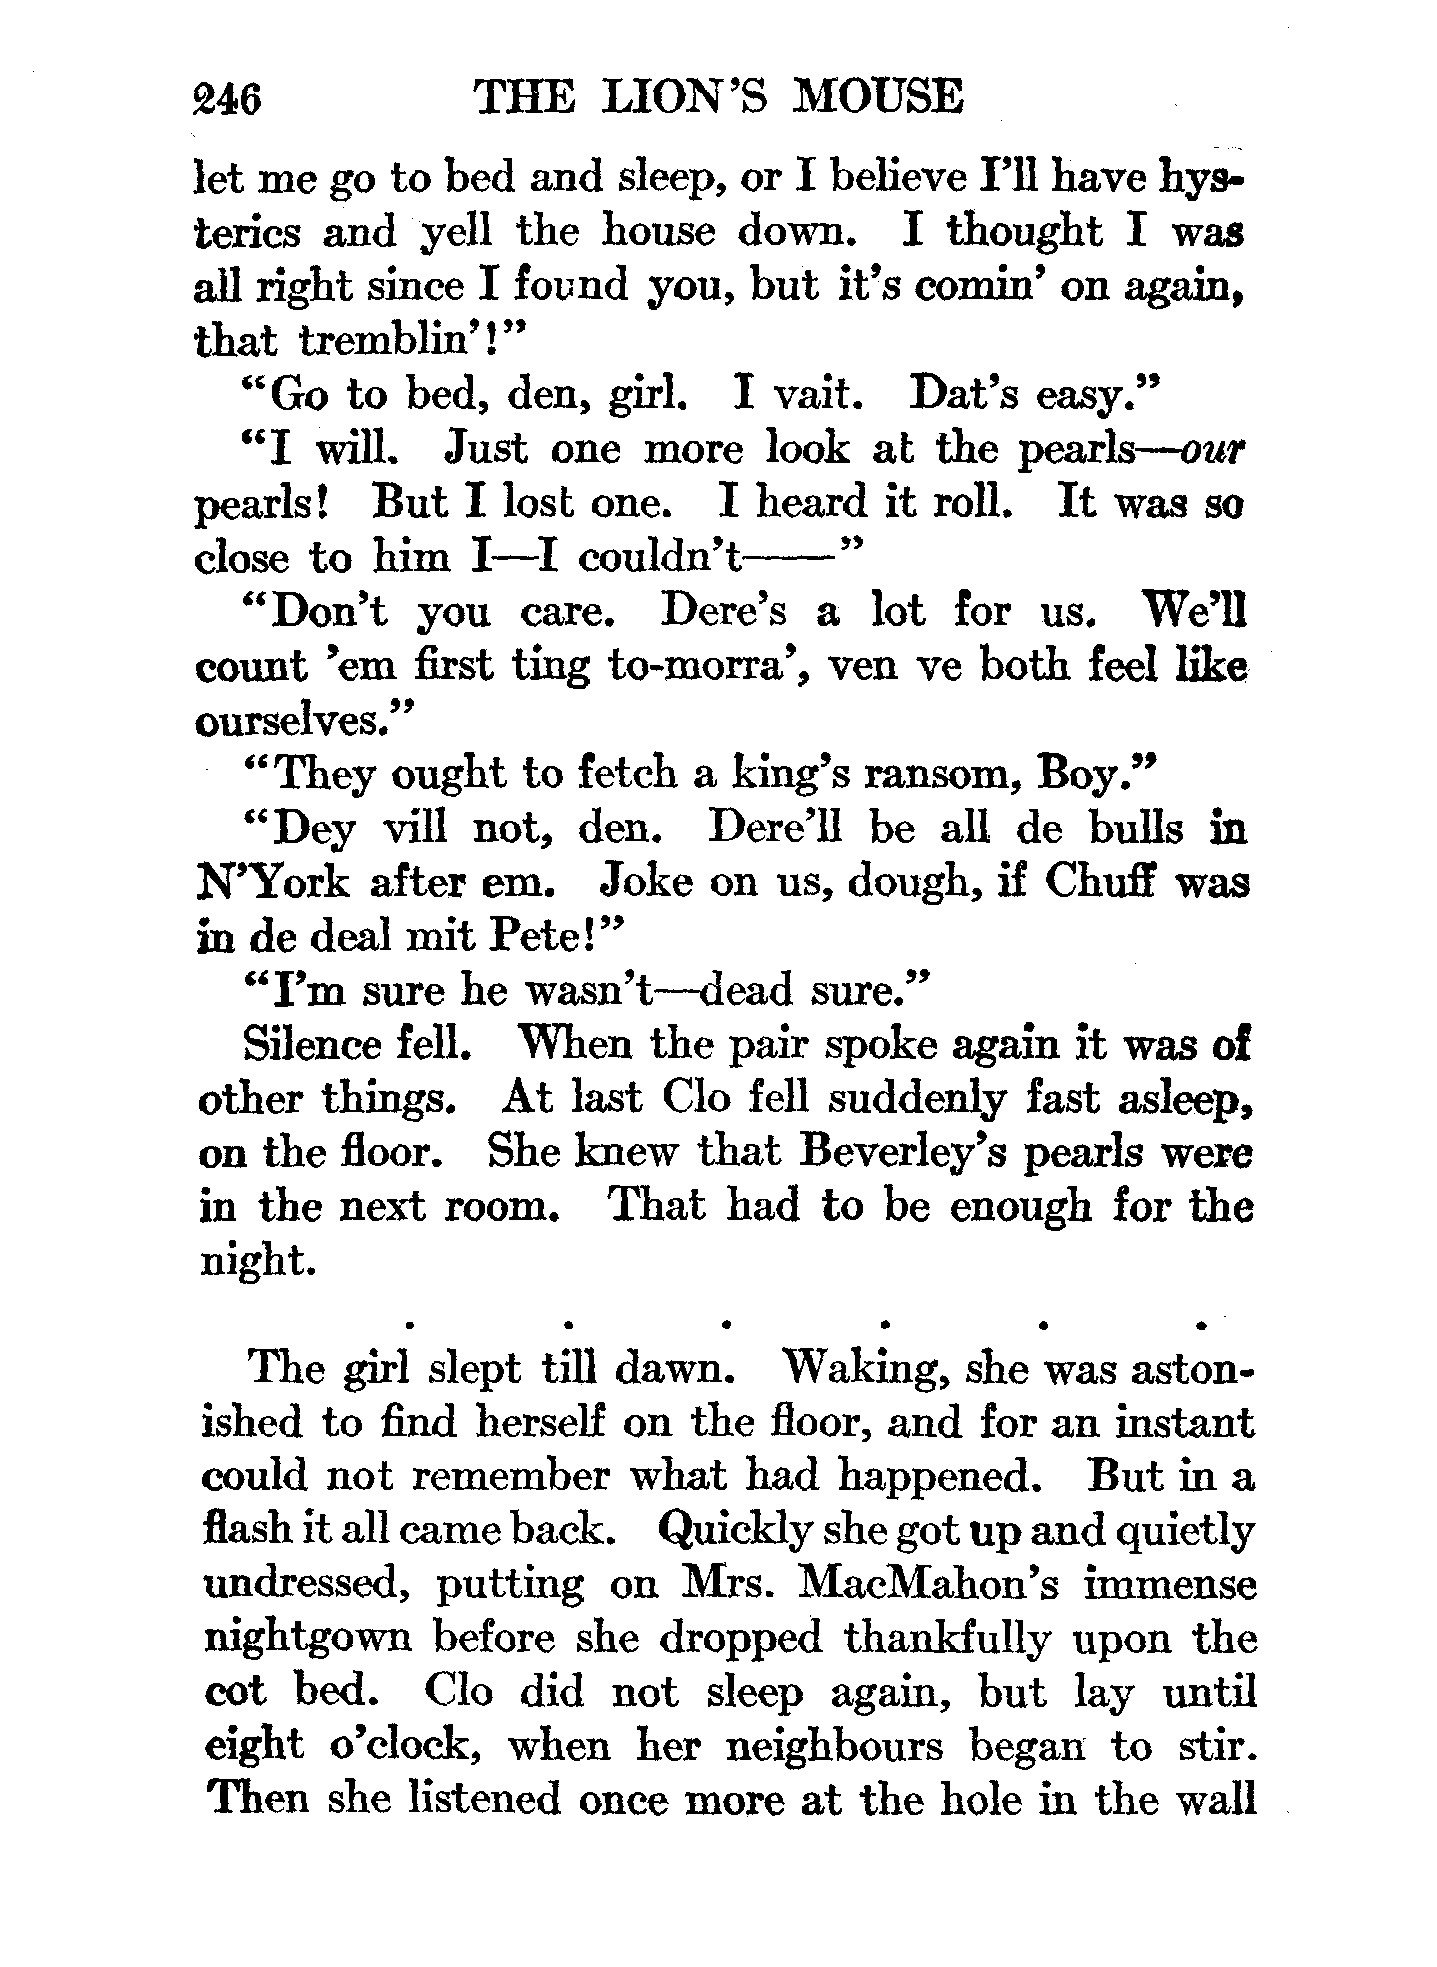 246 THE LION'S MOUSE
let me go to bed and sleep, or I believe I'll have hys-
terics and yell the house down. I thought I was
all right since I found you, but it's comin' on again,
that tremblin'!"
"Go to bed, den, girl. I vait. Dat's easy."
"I will. Just one more look at the pearls—our
pearls! But I lost one. I heard it roll. It was so
close to him I—I couldn't——"
"Don't you care. Dere's a lot for us. We'll
count 'em first ting to-morra', ven ve both feel like
ourselves."
"They ought to fetch a king's ransom, Boy."
"Dey vill not, den. Dere'll be all de bulls in
N'York after em. Joke on us, dough, if Chuff was
in de deal mit Pete!"
"I'm sure he wasn't—dead sure."
Silence fell. When the pair spoke again it was of
other things. At last Clo fell suddenly fast asleep,
on the floor. She knew that Beverley's pearls were
in the next room. That had to be enough for the
night.
. . . . . .
The girl slept till dawn. Waking, she was aston-
ished to find herself on the floor, and for an instant
could not remember what had happened. But in a
flash it all came back. Quickly she got up and quietly
undressed, putting on Mrs. MacMahon's immense
nightgown before she dropped thankfully upon the
cot bed. Clo did not sleep again, but lay until
eight o'clock, when her neighbours began to stir.
Then she listened once more at the hole in the wall